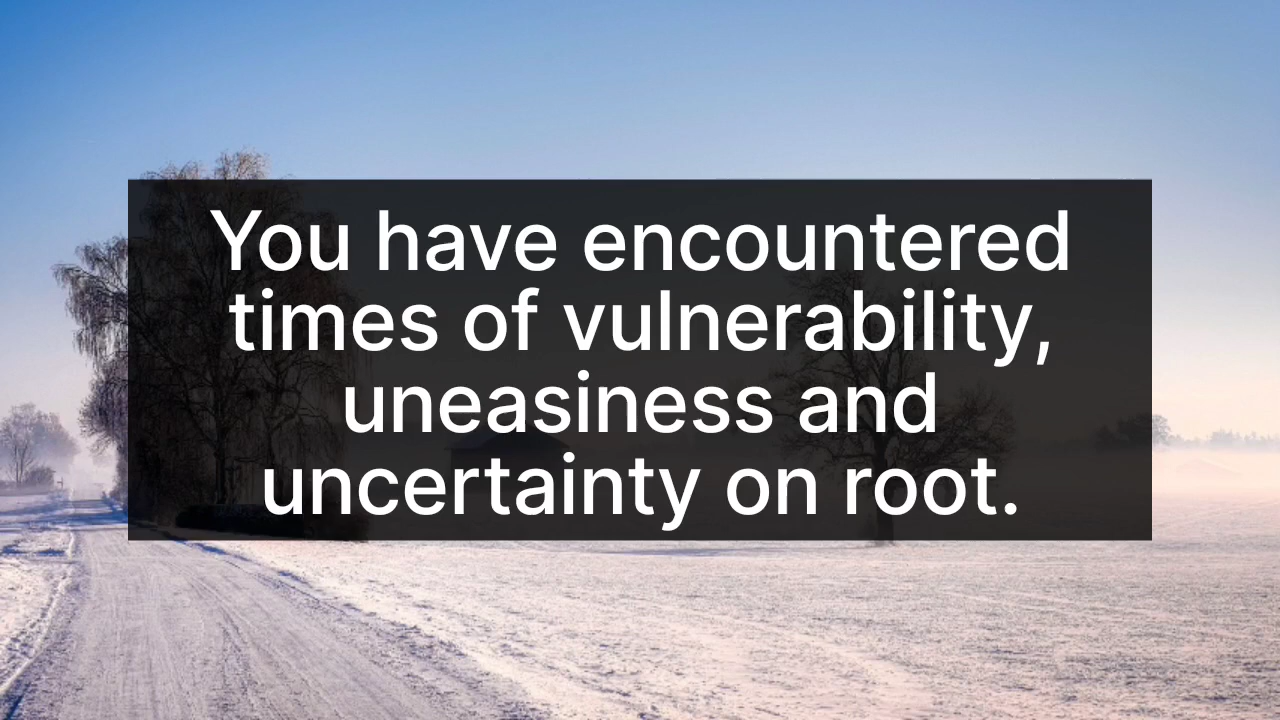 You have encountered
times of vulnerability,
uneasiness and
uncertainty on root.